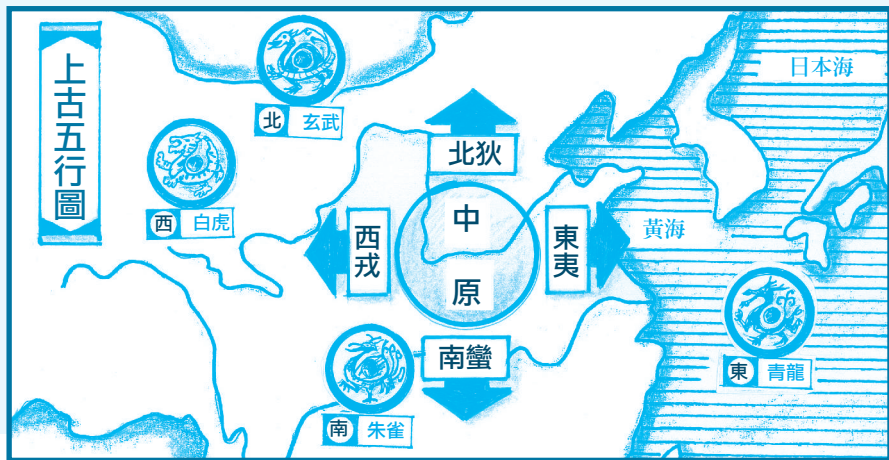 上古五行圖
日本海
北 玄武
北狄
西 白虎
西戎
中原
東夷
黃海
東 青龍
南蠻
南 朱雀